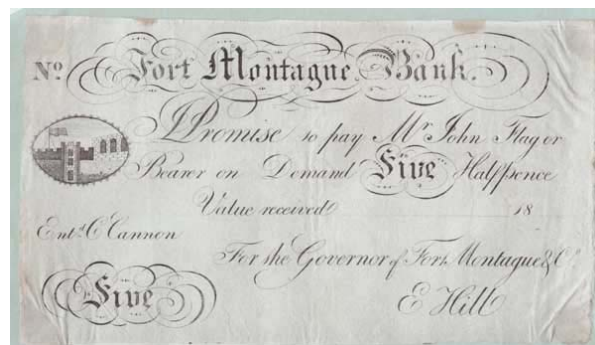 No Fort Montague Bank.
I Promise to pay Mr John Flag or
Bearer on Demand Five Halfpence
Value received 18
Entd C Cannon
For the Governor of Fort Montague & Co
Five
E Hill